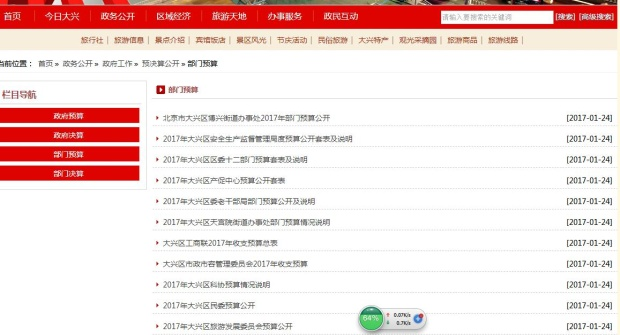 首页 今日大兴 政务公开 区域经济 旅游天地 办事服务 政民互动 请输入要搜索的关键词 [搜索] [高级搜索]
旅行社 | 旅游信息 | 景点介绍 | 宾馆饭店 | 景区风光 | 节庆活动 | 民俗旅游 | 大兴特产 | 观光采摘园 | 旅游商品 | 旅游线路 |
当前位置： 首页 » 政务公开 » 政府工作 » 预决算公开 » 部门预算
栏目导航
政府预算
政府决算
部门预算
部门决算
部门预算
北京市大兴区博兴街道办事处2017年部门预算公开 [2017-01-24]
2017年大兴区安全生产监督管理局度预算公开套表及说明 [2017-01-24]
2017年大兴区区委十二部门预算套表及说明 [2017-01-24]
2017年大兴区产促中心预算公开套表 [2017-01-24]
2017年大兴区委老干部局部门预算公开及说明 [2017-01-24]
2017年大兴区天宫院街道办事处部门预算情况说明 [2017-01-24]
大兴区工商联2017年收支预算总表 [2017-01-24]
大兴区市政市容管理委员会2017年收支预算 [2017-01-24]
2017年大兴区科协预算情况说明 [2017-01-24]
2017年大兴区民委预算公开 [2017-01-24]
2017年大兴区旅游发展委员会预算公开 [2017-01-24]
64% 0.07K/s
0.7K/s